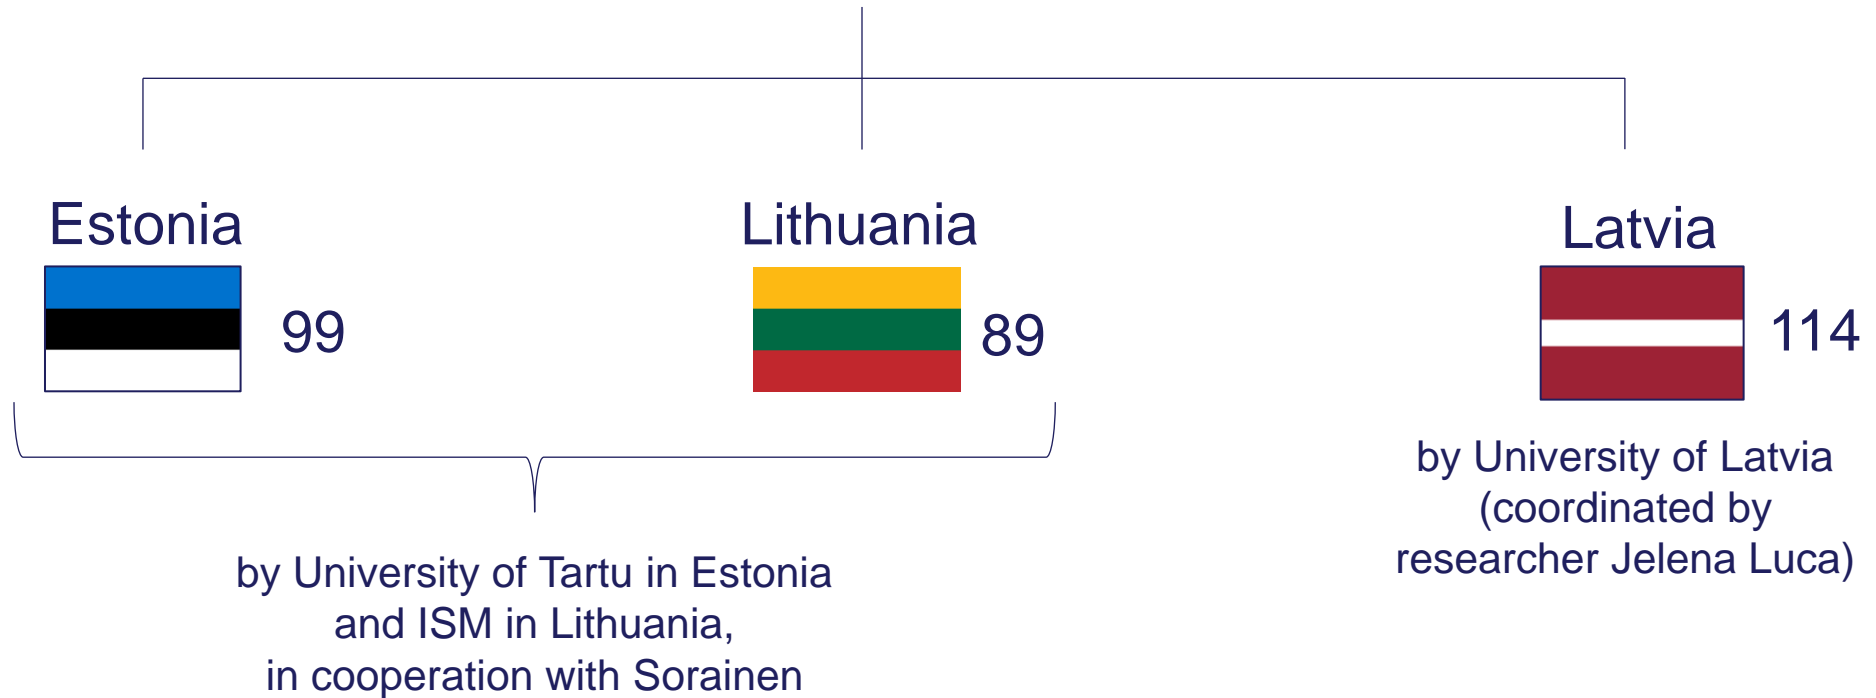 Estonia
99
Lithuania
89
Latvia
114
by University of Tartu in Estonia
and ISM in Lithuania,
in cooperation with Sorainen
by University of Latvia
(coordinated by
researcher Jelena Luca)